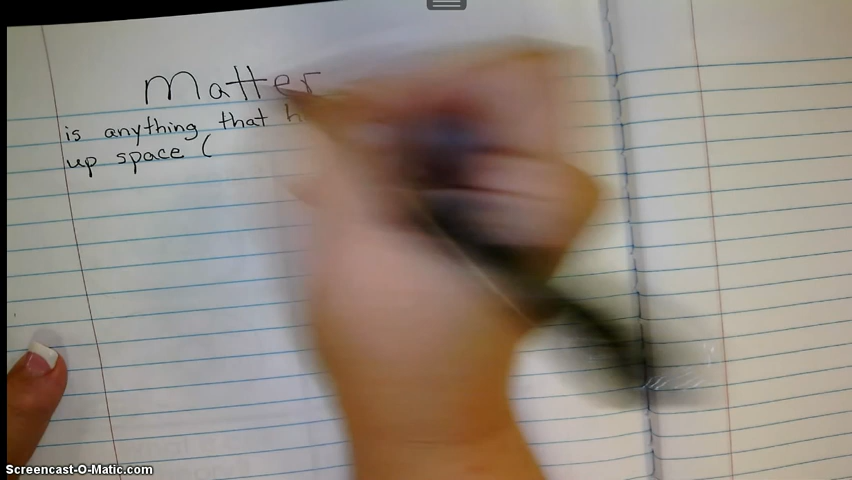 Matter
is anything that
up space (
Screencast-O-Matic.com